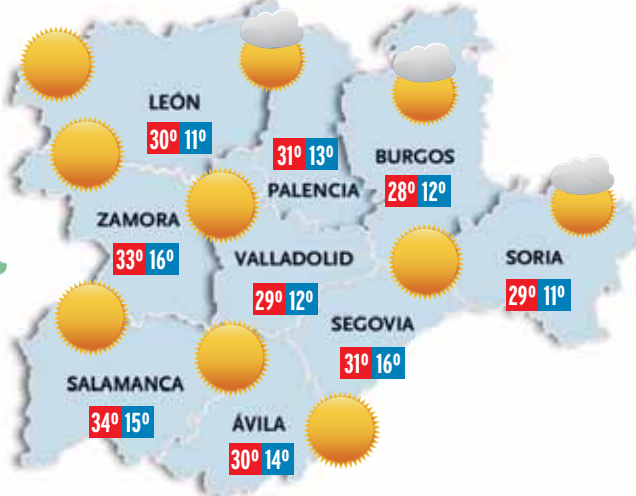 LEÓN
30º 11º
31º 13º
PALENCIA
BURGOS
28º 12º
ZAMORA
33º 16º
VALLADOLID
29º 12º
SORIA
29º 11º
SEGOVIA
31º 16º
SALAMANCA
34º 15º
ÁVILA
30º 14º